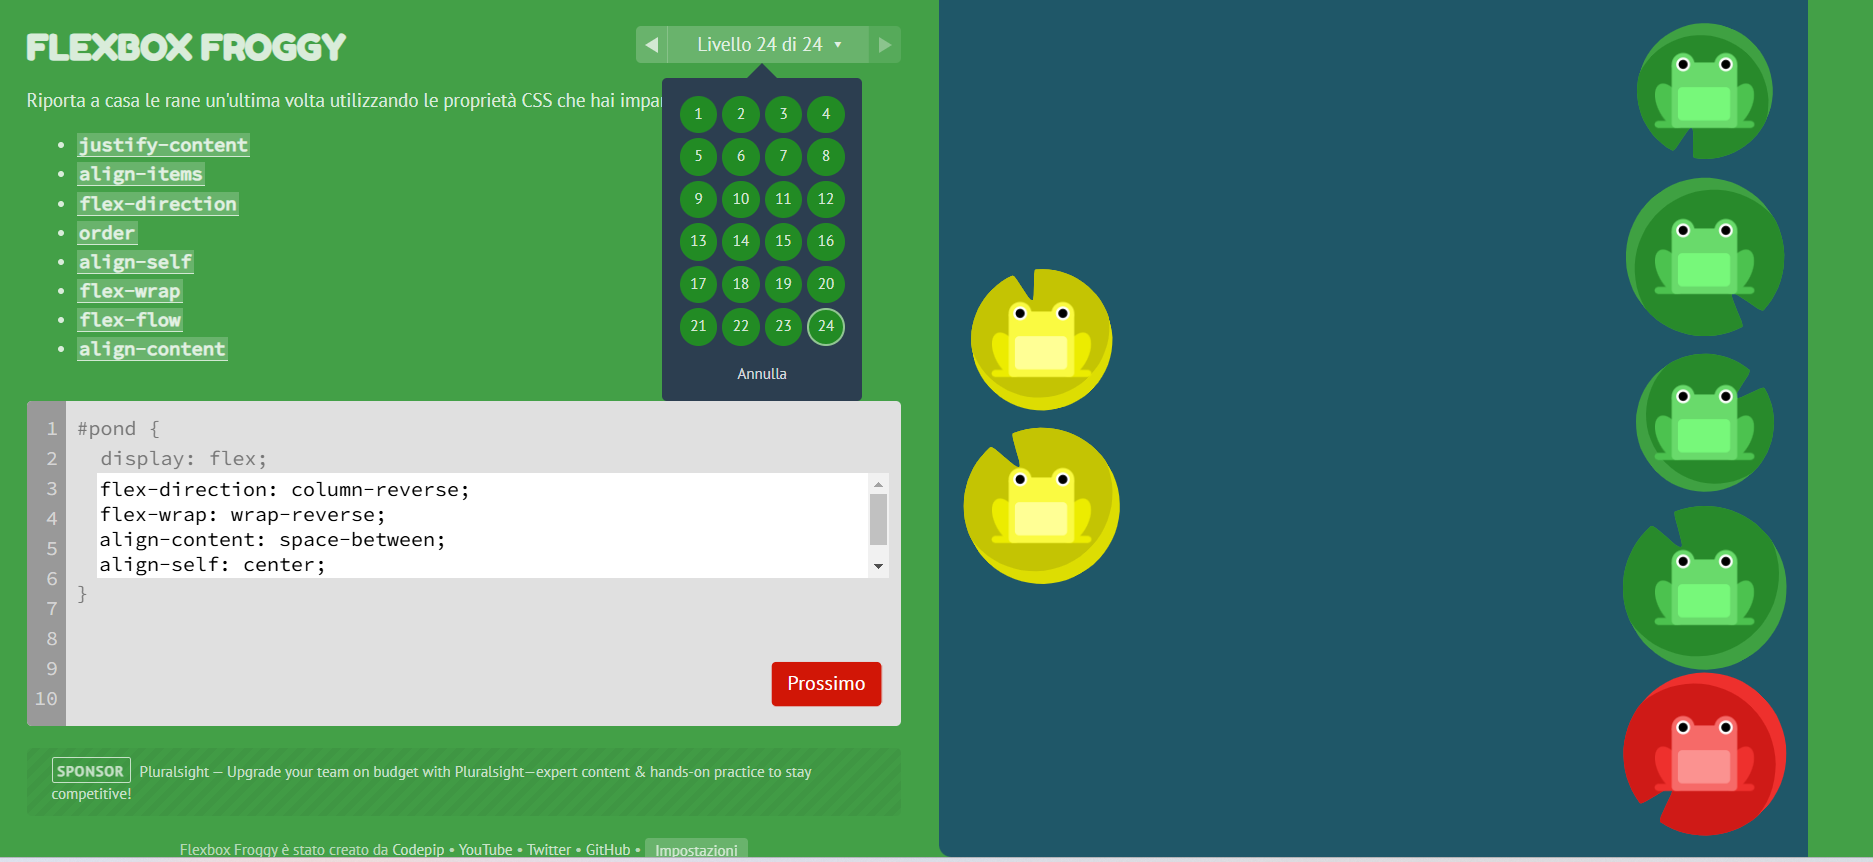 FLEXBOX FROGGY
◀ Livello 24 di 24 ▼ ▶
Riporta a casa le rane un'ultima volta utilizzando le proprietà CSS che hai impar
• justify-content
• align-items
• flex-direction
• order
• align-self
• flex-wrap
• flex-flow
• align-content
1 2 3 4
5 6 7 8
9 10 11 12
13 14 15 16
17 18 19 20
21 22 23 24
Annulla
1 #pond {
2 display: flex;
3 flex-direction: column-reverse;
4 flex-wrap: wrap-reverse;
5 align-content: space-between;
6 align-self: center;
7 }
8
9
10
Prossimo
SPONSOR Pluralsight — Upgrade your team on budget with Pluralsight—expert content & hands-on practice to stay
competitive!
Flexbox Froggy è stato creato da Codepip • YouTube • Twitter • GitHub • Impostazioni